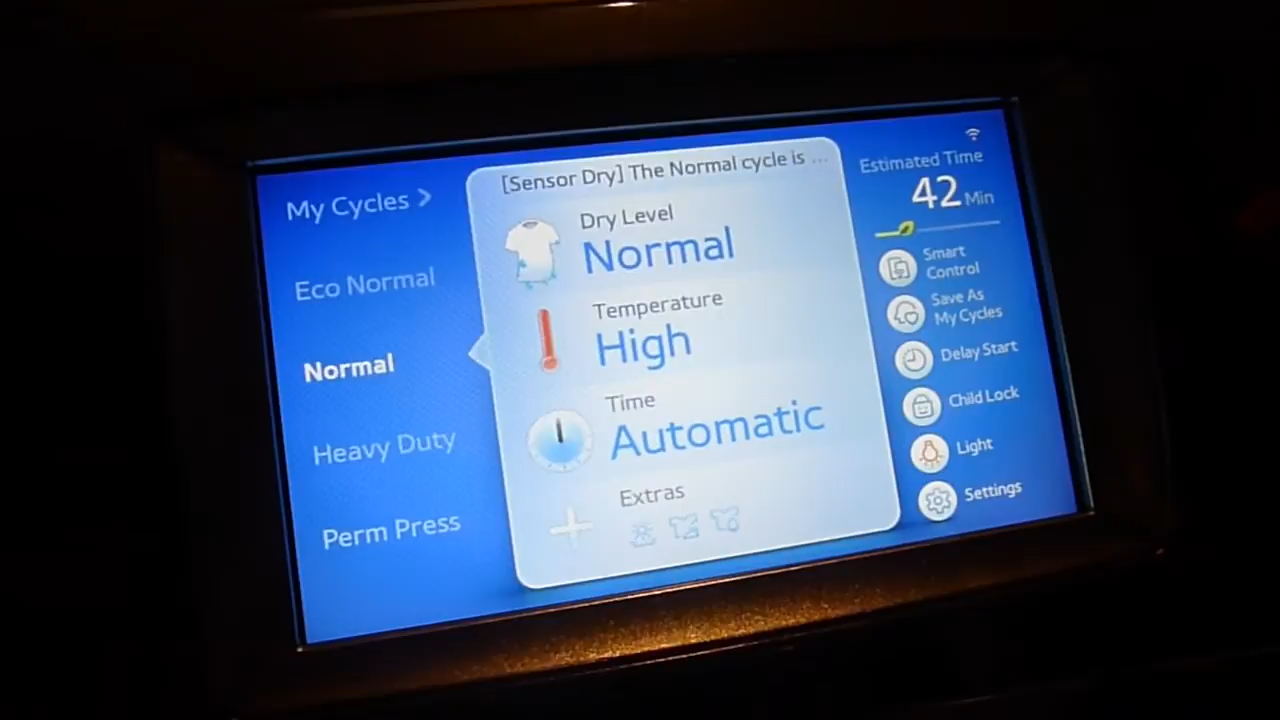 My Cycles >
Eco Normal
Normal
Heavy Duty
Perm Press
[Sensor Dry] The Normal cycle is ...
Dry Level
Normal
Temperature
High
Time
Automatic
Extras
Estimated Time
42 Min
Smart
Control
Save As
My Cycles
Delay Start
Child Lock
Light
Settings